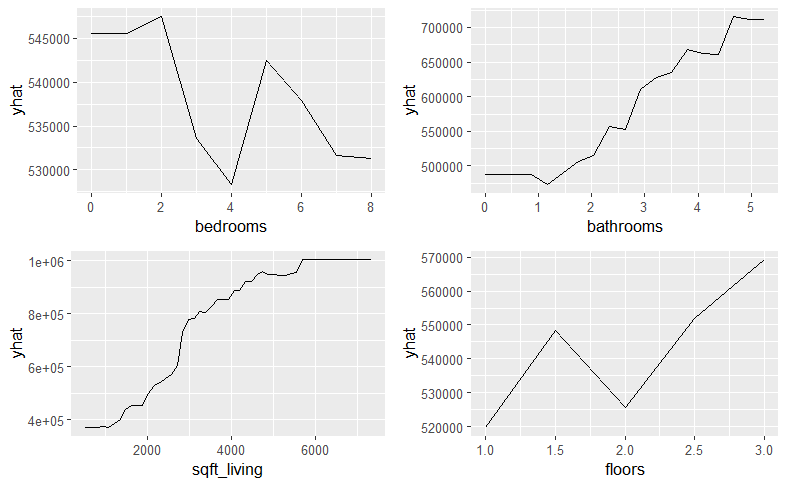 yhat
545000
540000
535000
530000
0 2 4 6 8
bedrooms
yhat
700000
650000
600000
550000
500000
0 1 2 3 4 5
bathrooms
yhat
1e+06
8e+05
6e+05
4e+05
2000 4000 6000
sqft_living
yhat
570000
560000
550000
540000
530000
520000
1.0 1.5 2.0 2.5 3.0
floors